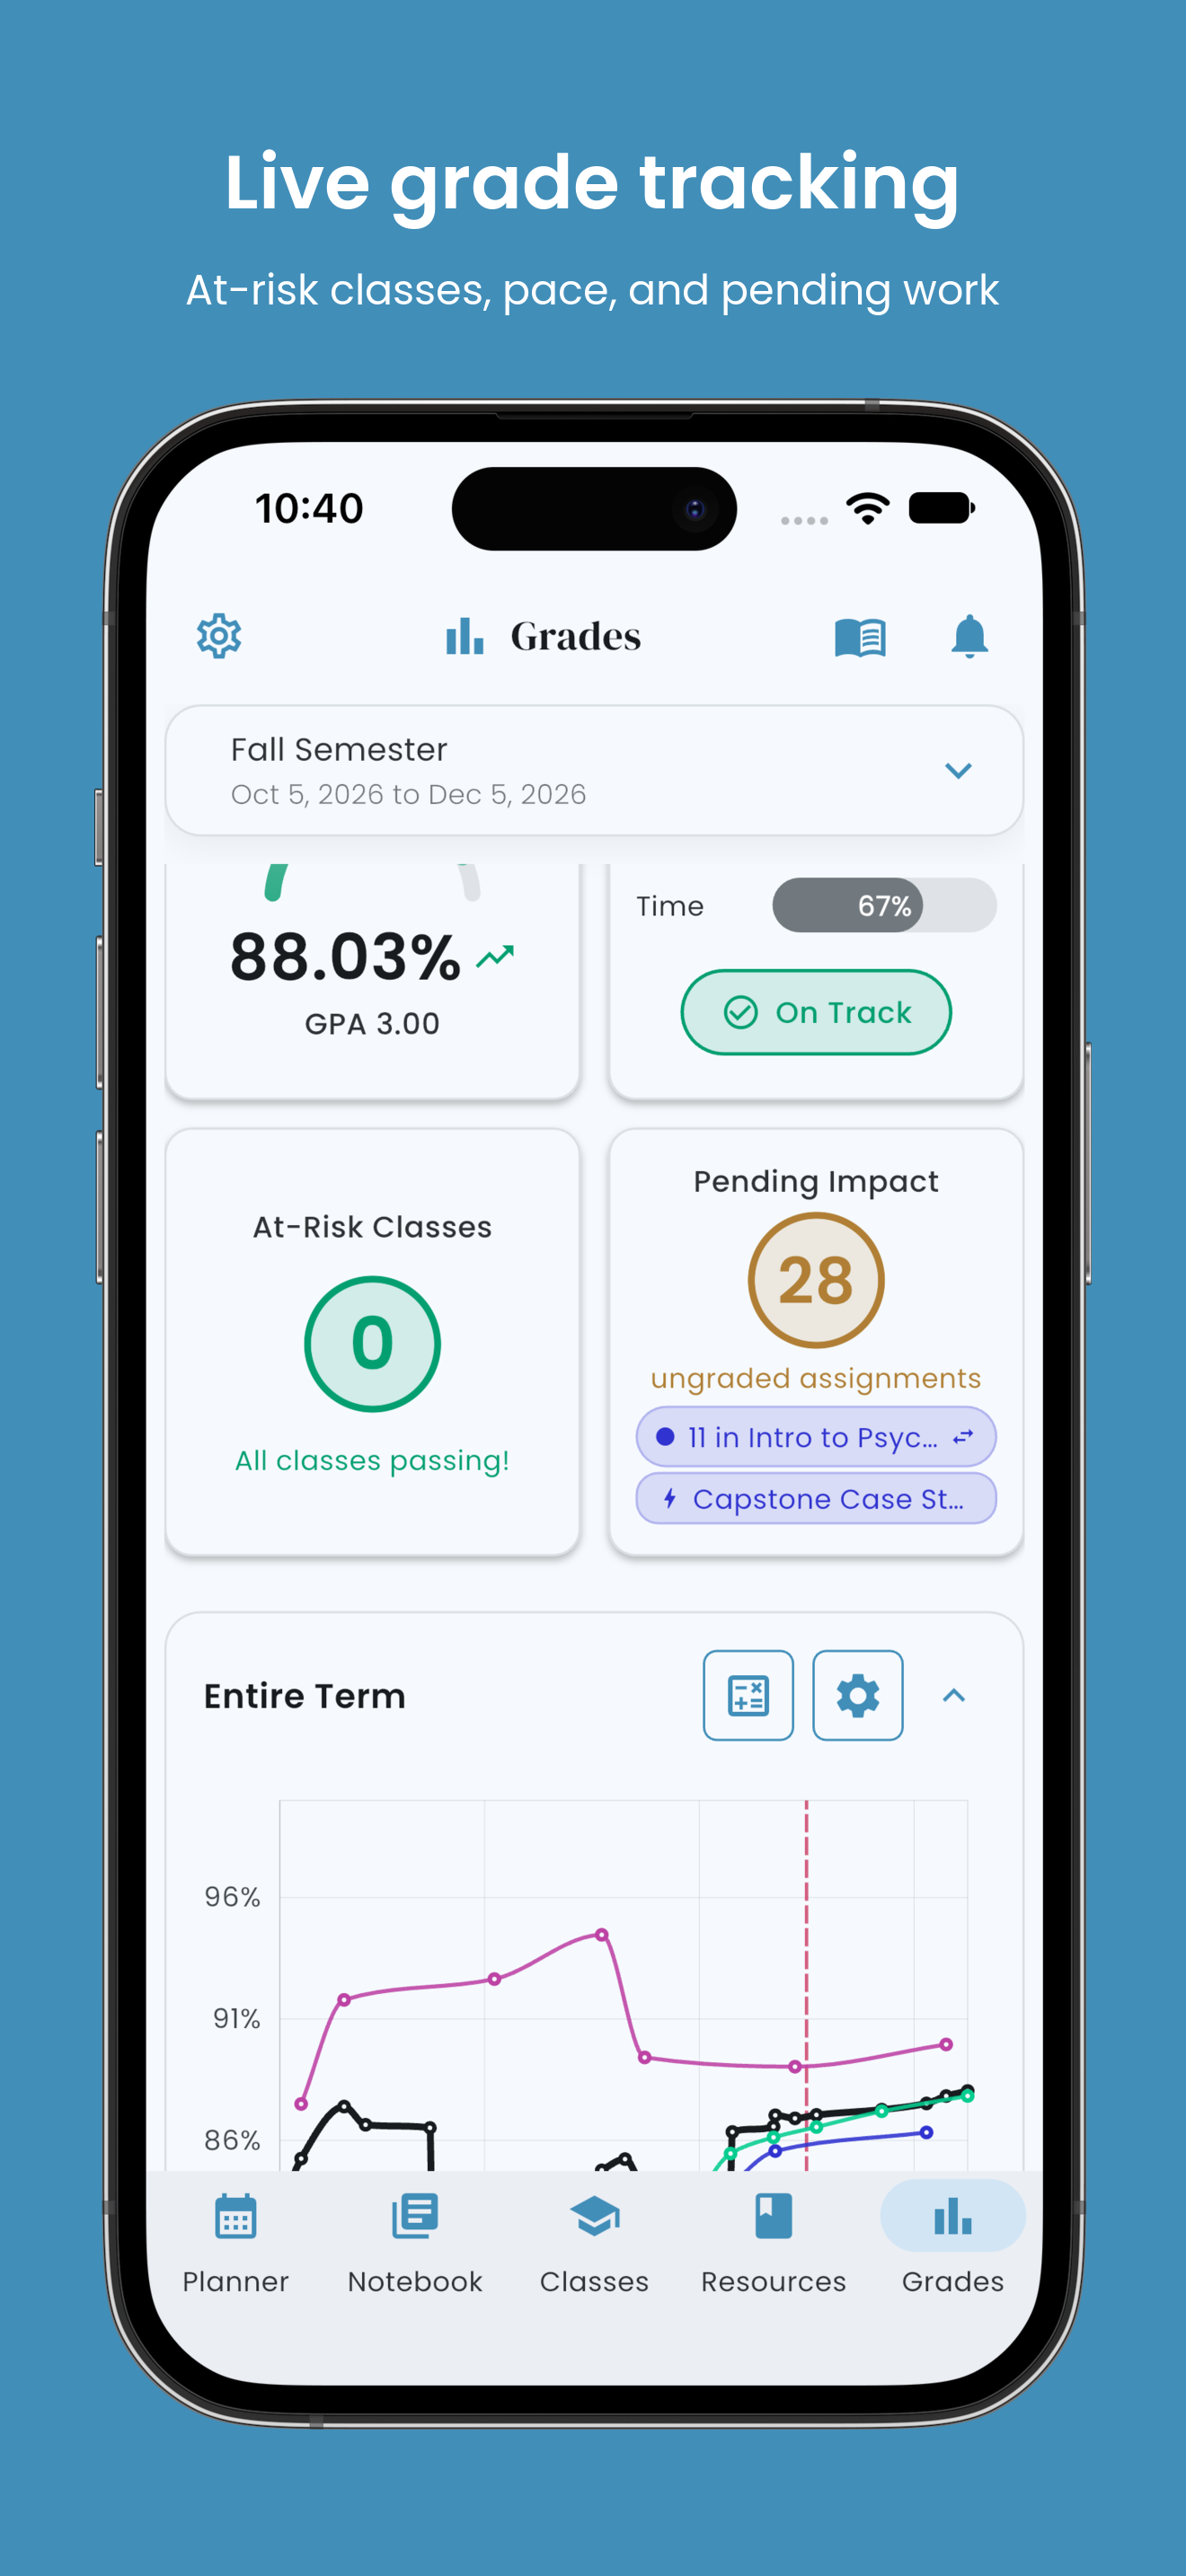 Live grade tracking
At-risk classes, pace, and pending work
10:40
Grades
Fall Semester
Oct 5, 2026 to Dec 5, 2026
88.03%
GPA 3.00
Time
67%
On Track
At-Risk Classes
0
All classes passing!
Pending Impact
28
ungraded assignments
11 in Intro to Psyc...
Capstone Case St...
Entire Term
96%
91%
86%
Planner
Notebook
Classes
Resources
Grades